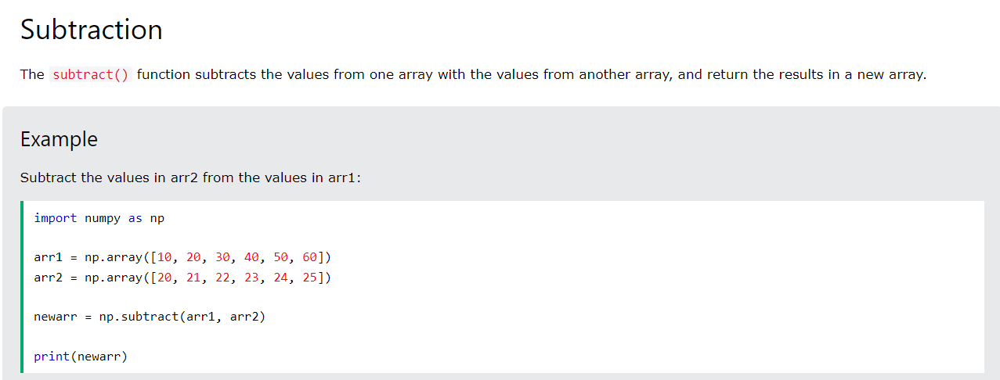 Subtraction
The subtract() function subtracts the values from one array with the values from another array, and return the results in a new array.
Example
Subtract the values in arr2 from the values in arr1:
import numpy as np
arr1 = np.array([10, 20, 30, 40, 50, 60])
arr2 = np.array([20, 21, 22, 23, 24, 25])
newarr = np.subtract(arr1, arr2)
print(newarr)